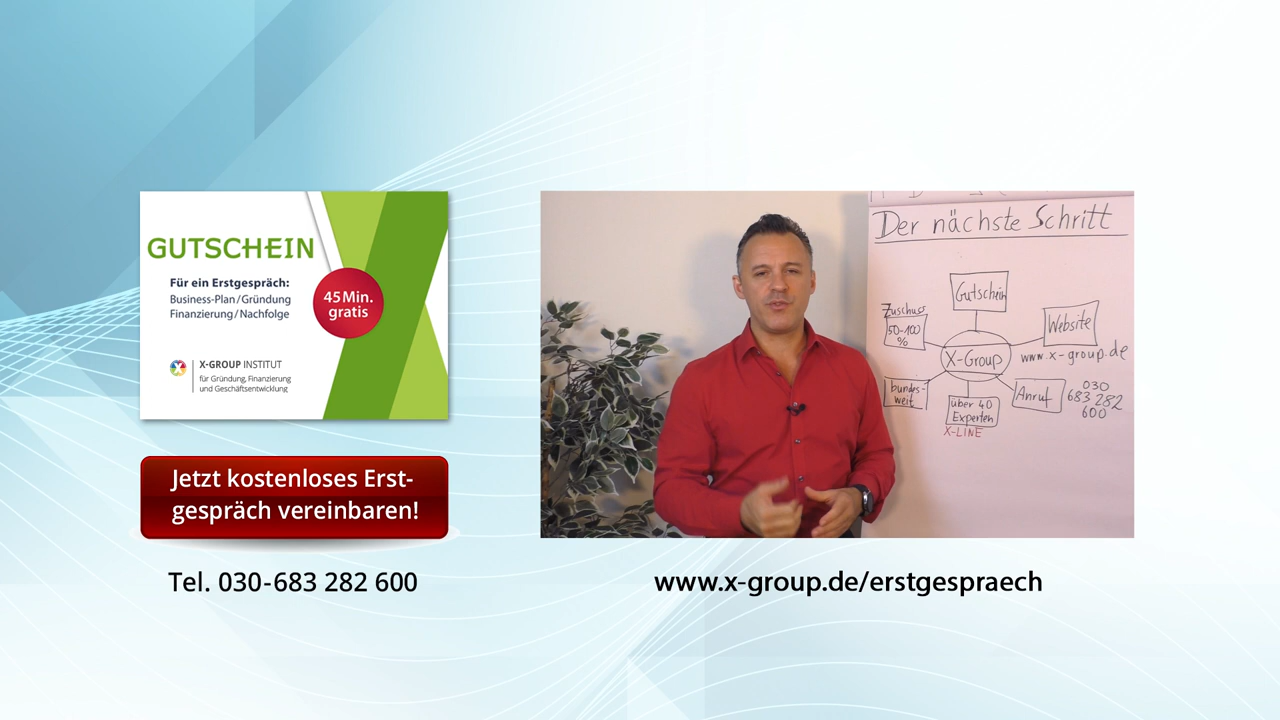 GUTSCHEIN
Für ein Erstgespräch:
Business-Plan/Gründung
Finanzierung/Nachfolge
45 Min.
gratis
X-GROUP INSTITUT
für Gründung, Finanzierung
und Geschäftsentwicklung
Jetzt kostenloses Erst-
gespräch vereinbaren!
Tel. 030-683 282 600
Der nächste Schritt
Gutschein
Zuschuss
50-100
%
Website
www.x-group.de
X-Group
bundes-
weit
über 40
Experten
X-LINE
Anruf
030
683 282
600
www.x-group.de/erstgespraech